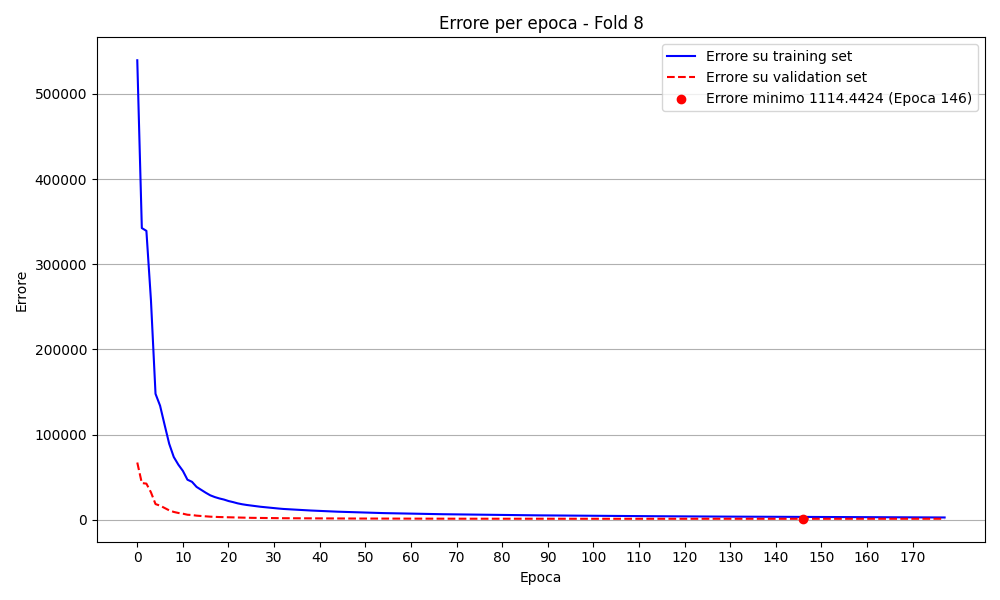 Errore per epoca - Fold 8
Errore su training set
Errore su validation set
Errore minimo 1114.4424 (Epoca 146)
Errore
500000
400000
300000
200000
100000
0
0 10 20 30 40 50 60 70 80 90 100 110 120 130 140 150 160 170
Epoca